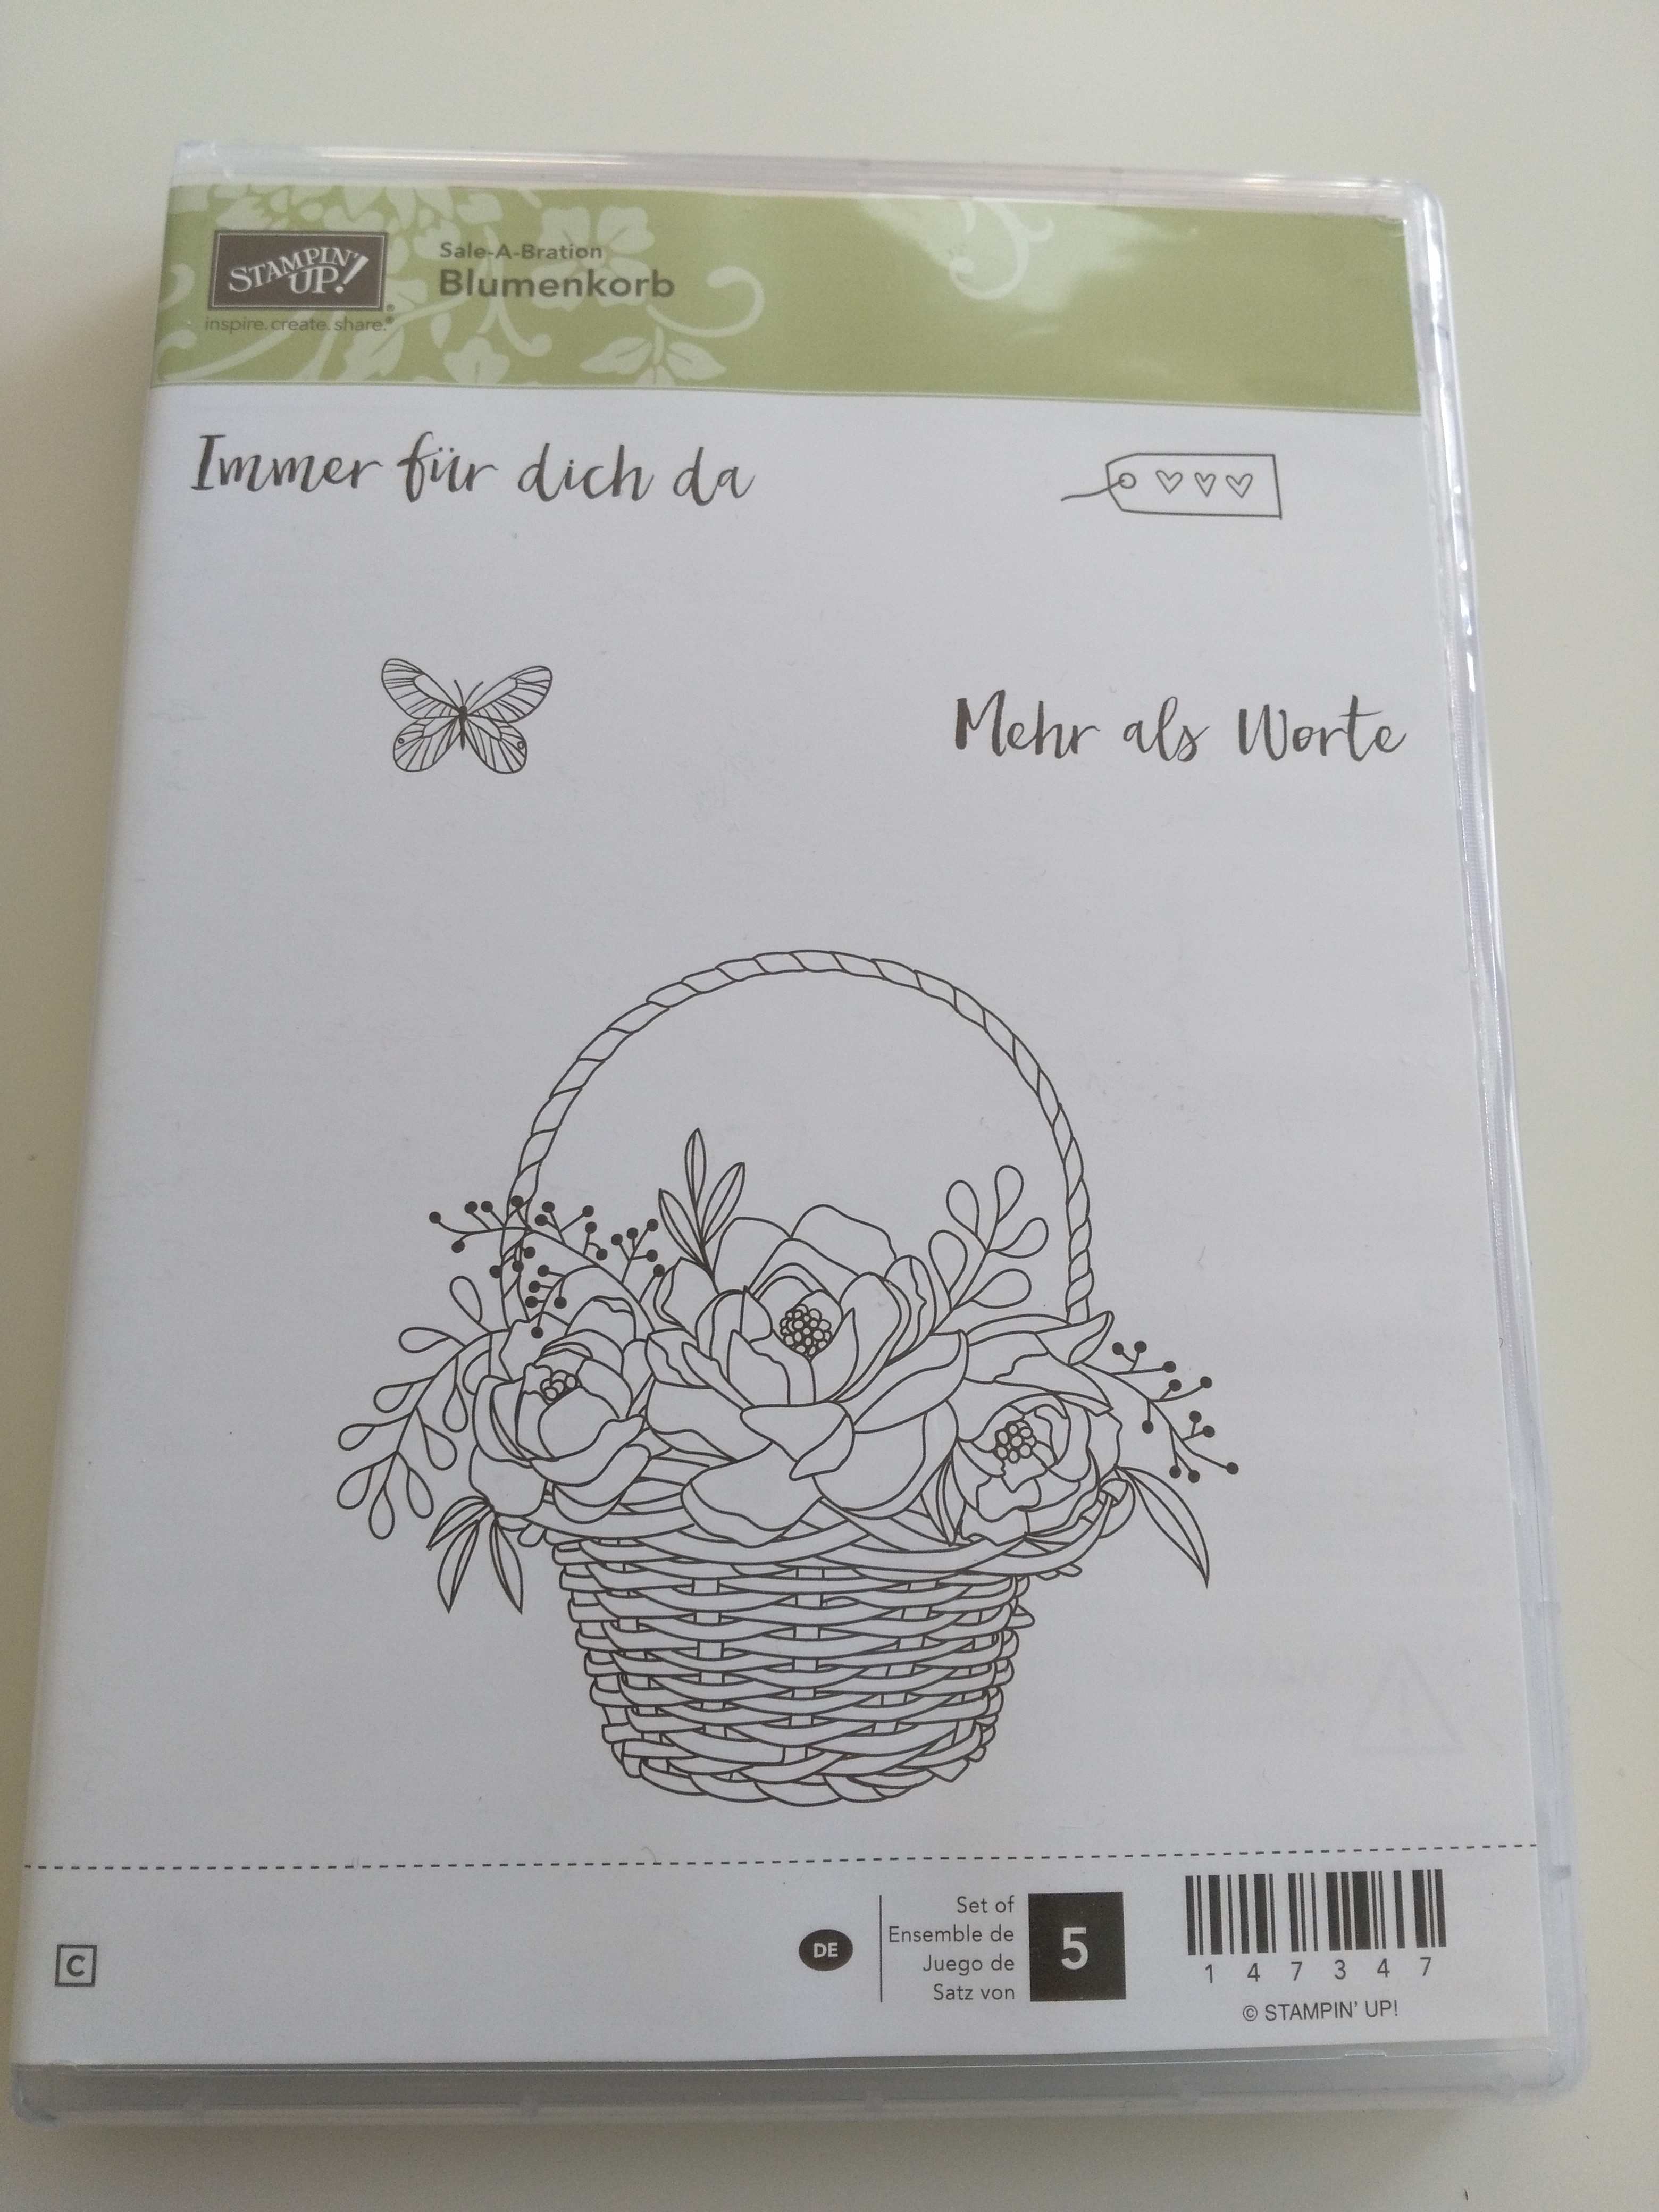 STAMPIN' UP!®
inspire.create.share.®
Sale-A-Bration
Blumenkorb
Immer für dich da
Mehr als Worte
C
DE
Set of
Ensemble de
Juego de
Satz von
5
147347
© STAMPIN' UP!